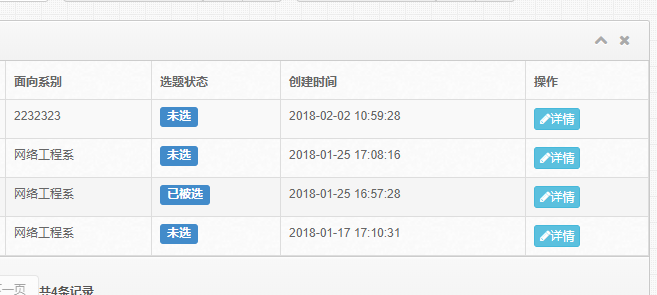 面向系别 选题状态 创建时间 操作
2232323 未选 2018-02-02 10:59:28 详情
网络工程系 未选 2018-01-25 17:08:16 详情
网络工程系 已被选 2018-01-25 16:57:28 详情
网络工程系 未选 2018-01-17 17:10:31 详情
一页 共4条记录